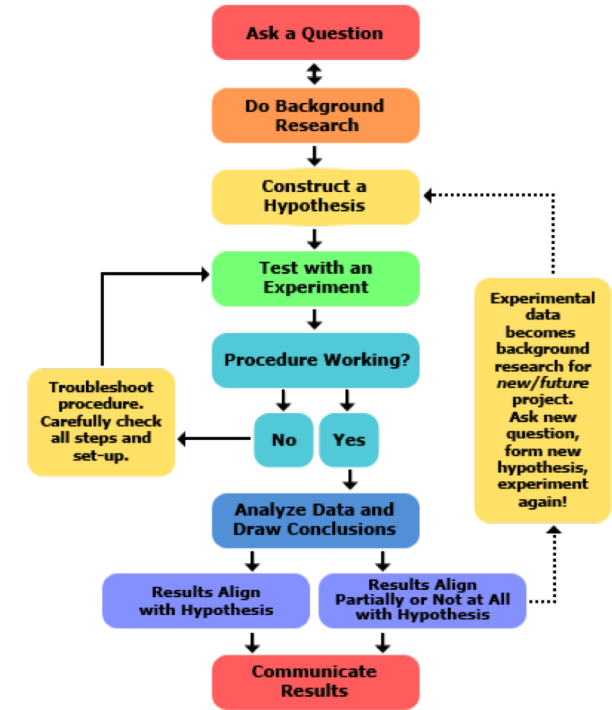 Ask a Question
Do Background
Research
Construct a
Hypothesis
Test with an
Experiment
Procedure Working?
No
Yes
Troubleshoot
procedure.
Carefully check
all steps and
set-up.
Analyze Data and
Draw Conclusions
Results Align
with Hypothesis
Results Align
Partially or Not at All
with Hypothesis
Experimental
data
becomes
background
research for
new/future
project.
Ask new
question,
form new
hypothesis,
experiment
again!
Communicate
Results